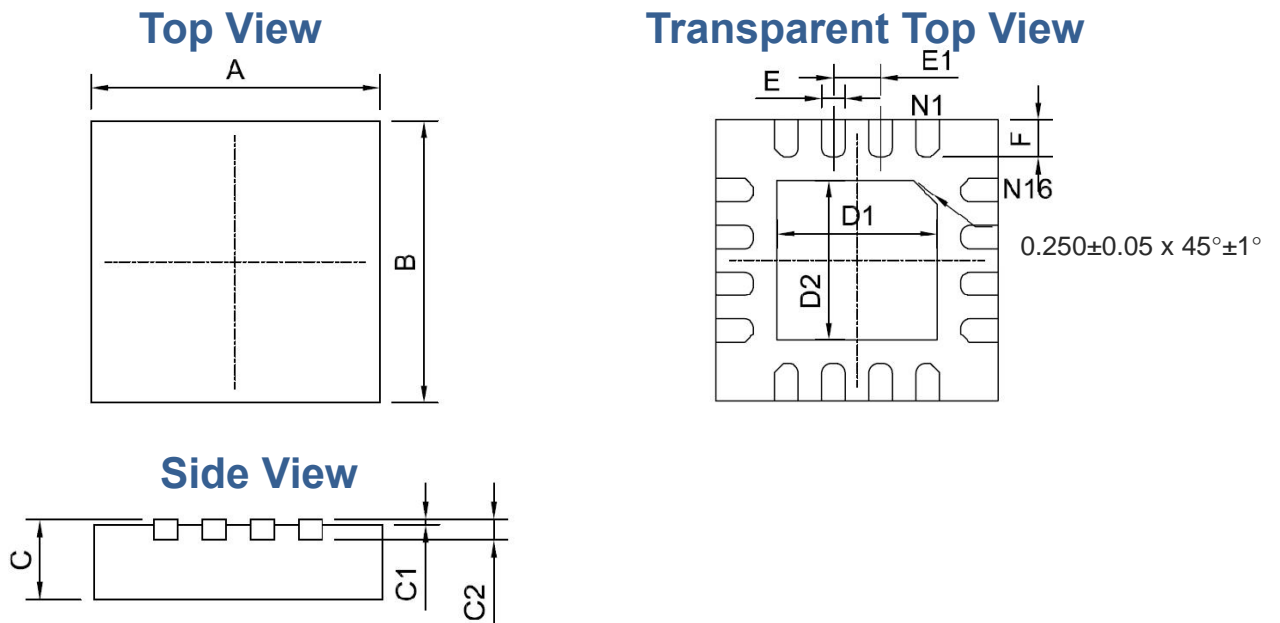 Top View
A
B
Transparent Top View
E1
E
N1
F
N16
D1
D2
0.250±0.05 x 45°±1°
Side View
C
C1
C2